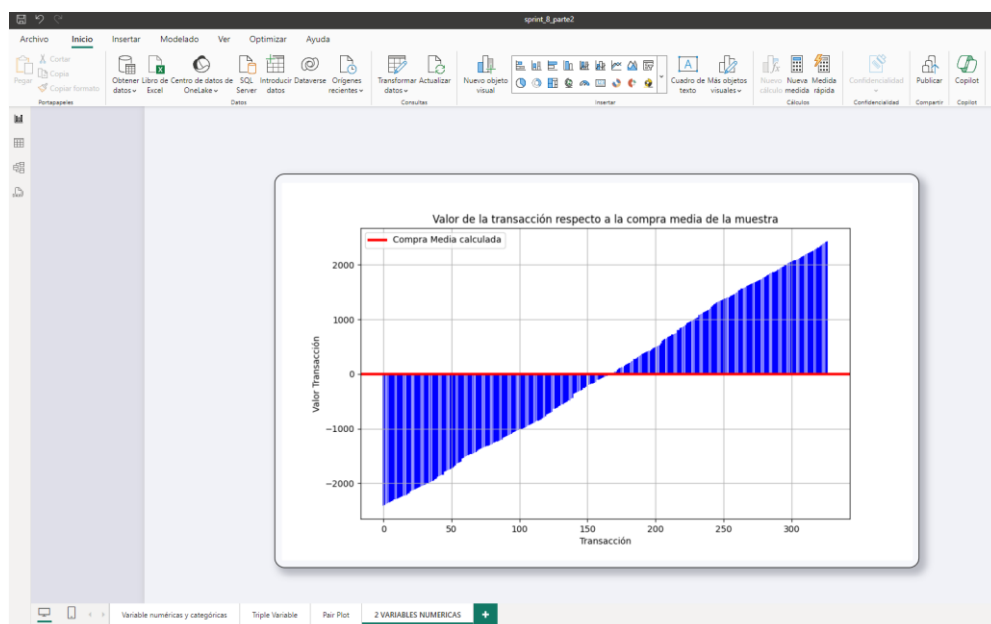 sprint_8_parte2
Archivo Inicio Insertar Modelado Ver Optimizar Ayuda
Pegar
Cortar
Copia
Copiar formato
Portapapeles
Obtener datos
Libro de Excel
Centro de datos de OneLake
SQL Server
Introducir datos
Dataverse
Orígenes recientes
Datos
Transformar datos
Actualizar
Consultas
Nuevo objeto visual
Cuadro de texto
Más objetos visuales
Insertar
Nuevo cálculo
Nueva medida
Medida rápida
Cálculos
Confidencialidad
Confidencialidad
Publicar
Compartir
Copilot
Copilot
Valor de la transacción respecto a la compra media de la muestra
Compra Media calculada
Valor Transacción
2000
1000
0
−1000
−2000
0 50 100 150 200 250 300
Transacción
Variable numéricas y categóricas Triple Variable Pair Plot 2 VARIABLES NUMERICAS +